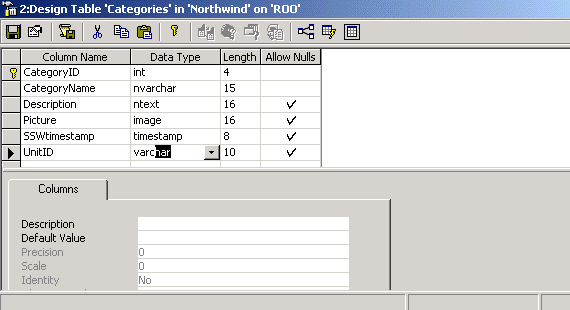 2:Design Table 'Categories' in 'Northwind' on 'ROO'
Column Name Data Type Length Allow Nulls
CategoryID int 4
CategoryName nvarchar 15
Description ntext 16
Picture image 16
SSWtimestamp timestamp 8
UnitID varchar 10
Columns
Description
Default Value
Precision 0
Scale 0
Identity No